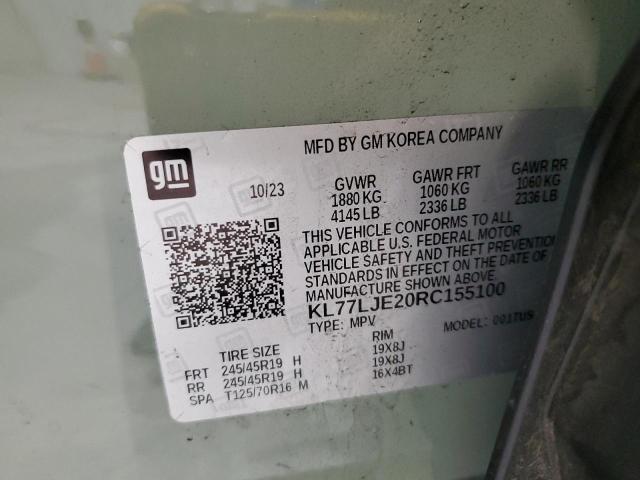 MFD BY GM KOREA COMPANY
gm
10/23
GVWR GAWR FRT GAWR RR
1880 KG 1060 KG 1060 KG
4145 LB 2336 LB 2336 LB
THIS VEHICLE CONFORMS TO ALL
APPLICABLE U.S. FEDERAL MOTOR
VEHICLE SAFETY AND THEFT PREVENTION
STANDARDS IN EFFECT ON THE DATE OF
MANUFACTURE SHOWN ABOVE.
KL77LJE20RC155100
TYPE: MPV MODEL: 001TUS
TIRE SIZE RIM
FRT 245/45R19 H 19X8J
RR 245/45R19 H 19X8J
SPA T125/70R16 M 16X4BT